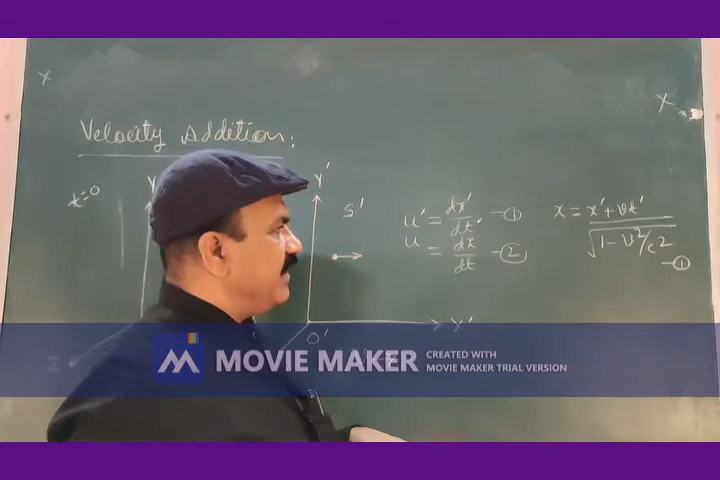 x
X
Velocity Addition:
t=0
Y
Y'
S'
u' = dx'/dt' —①
u = dx/dt —②
x = x' + vt' / √1 - v²/c²
—①
X'
O'
Z
MOVIE MAKER
CREATED WITH
MOVIE MAKER TRIAL VERSION